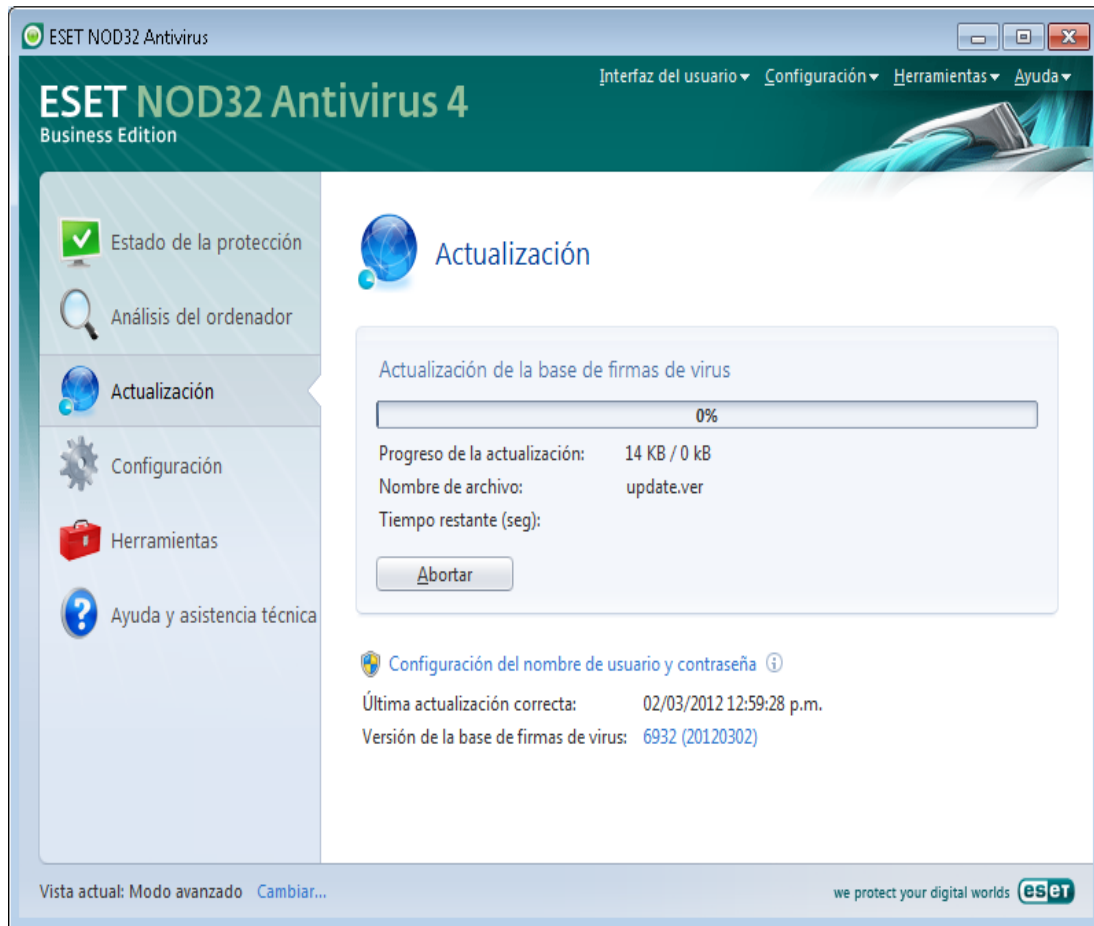 ESET NOD32 Antivirus
Interfaz del usuario Configuración Herramientas Ayuda
ESET NOD32 Antivirus 4
Business Edition
Estado de la protección
Análisis del ordenador
Actualización
Configuración
Herramientas
Ayuda y asistencia técnica
Actualización
Actualización de la base de firmas de virus
0%
Progreso de la actualización: 14 KB / 0 kB
Nombre de archivo: update.ver
Tiempo restante (seg):
Abortar
Configuración del nombre de usuario y contraseña
Última actualización correcta: 02/03/2012 12:59:28 p.m.
Versión de la base de firmas de virus: 6932 (20120302)
Vista actual: Modo avanzado Cambiar...
we protect your digital worlds eseT